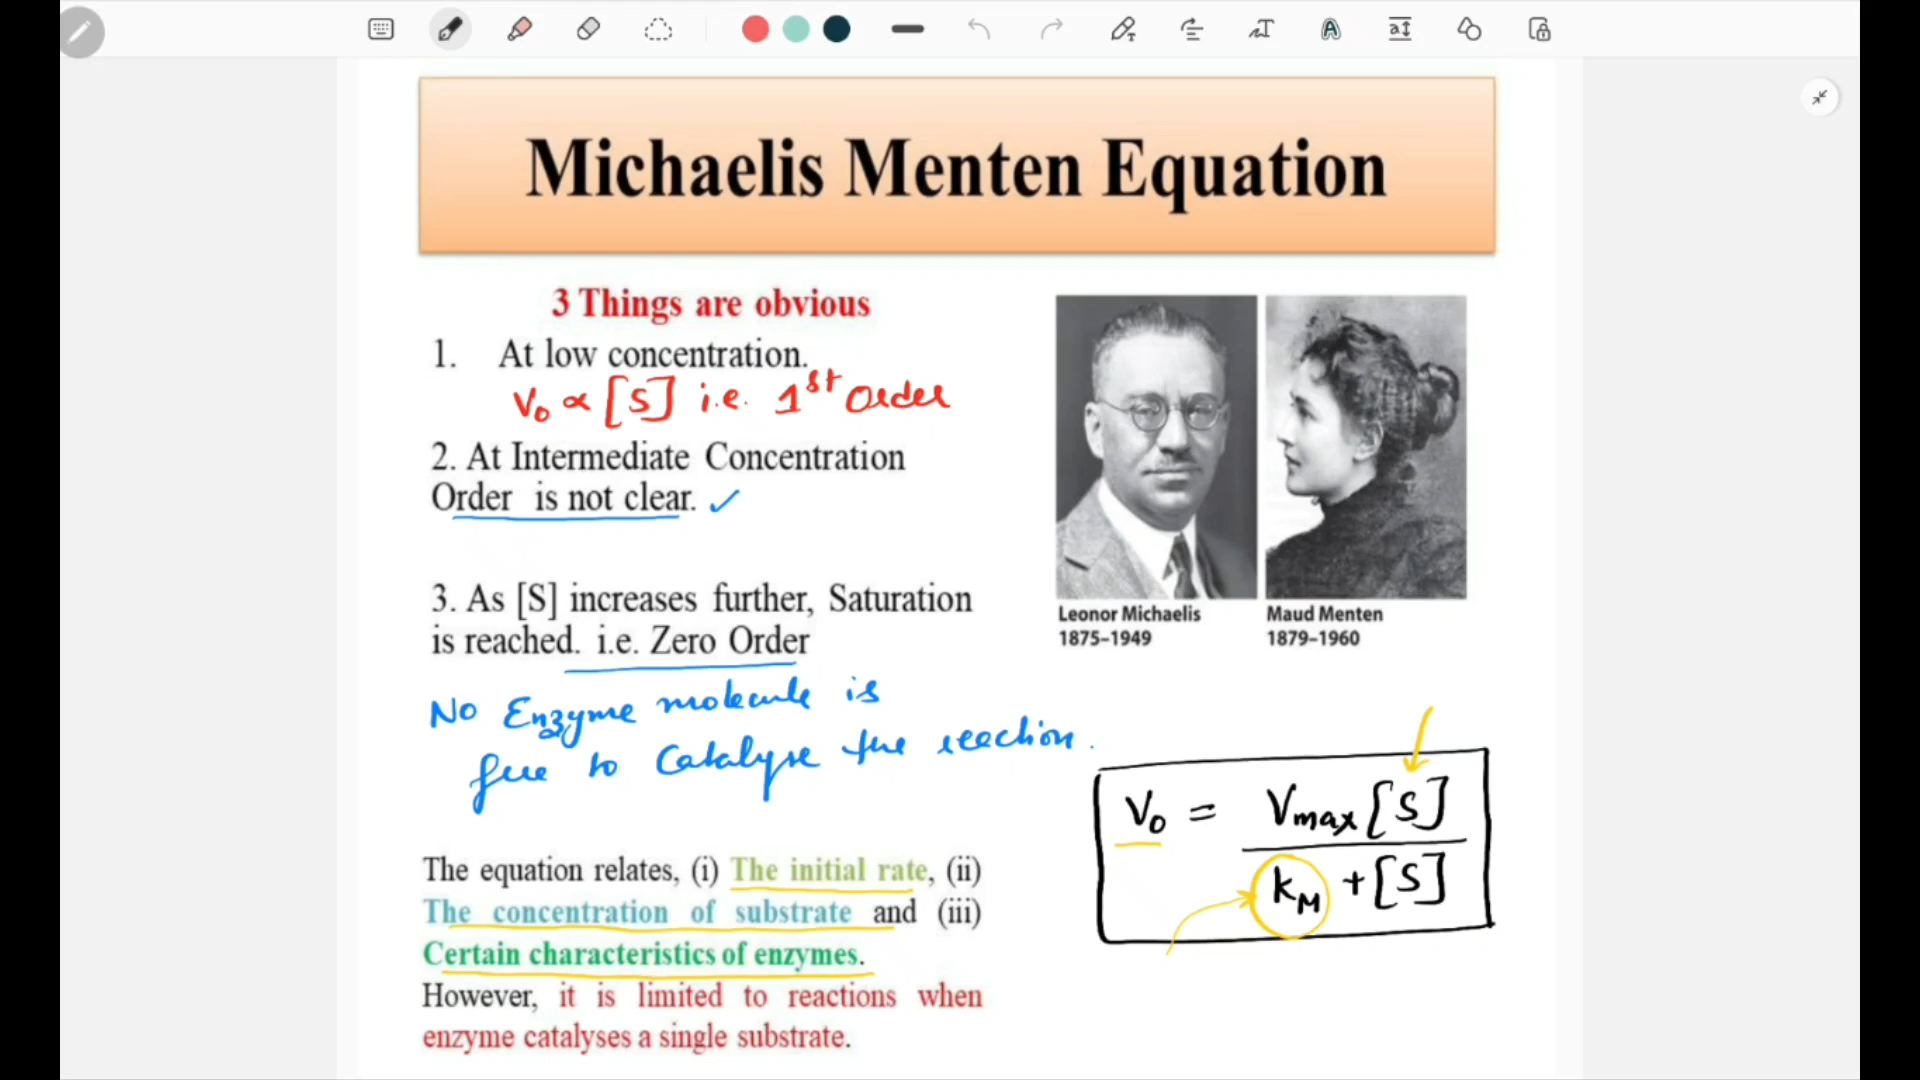 Michaelis Menten Equation
3 Things are obvious
1. At low concentration.
V₀ ∝ [S] i.e. 1st Order
2. At Intermediate Concentration
Order is not clear. ✓
3. As [S] increases further, Saturation
is reached. i.e. Zero Order
No Enzyme molecule is
free to Catalyse the reaction.
Leonor Michaelis
1875–1949
Maud Menten
1879–1960
V₀ = Vmax [S]
KM + [S]
The equation relates, (i) The initial rate, (ii)
The concentration of substrate and (iii)
Certain characteristics of enzymes.
However, it is limited to reactions when
enzyme catalyses a single substrate.